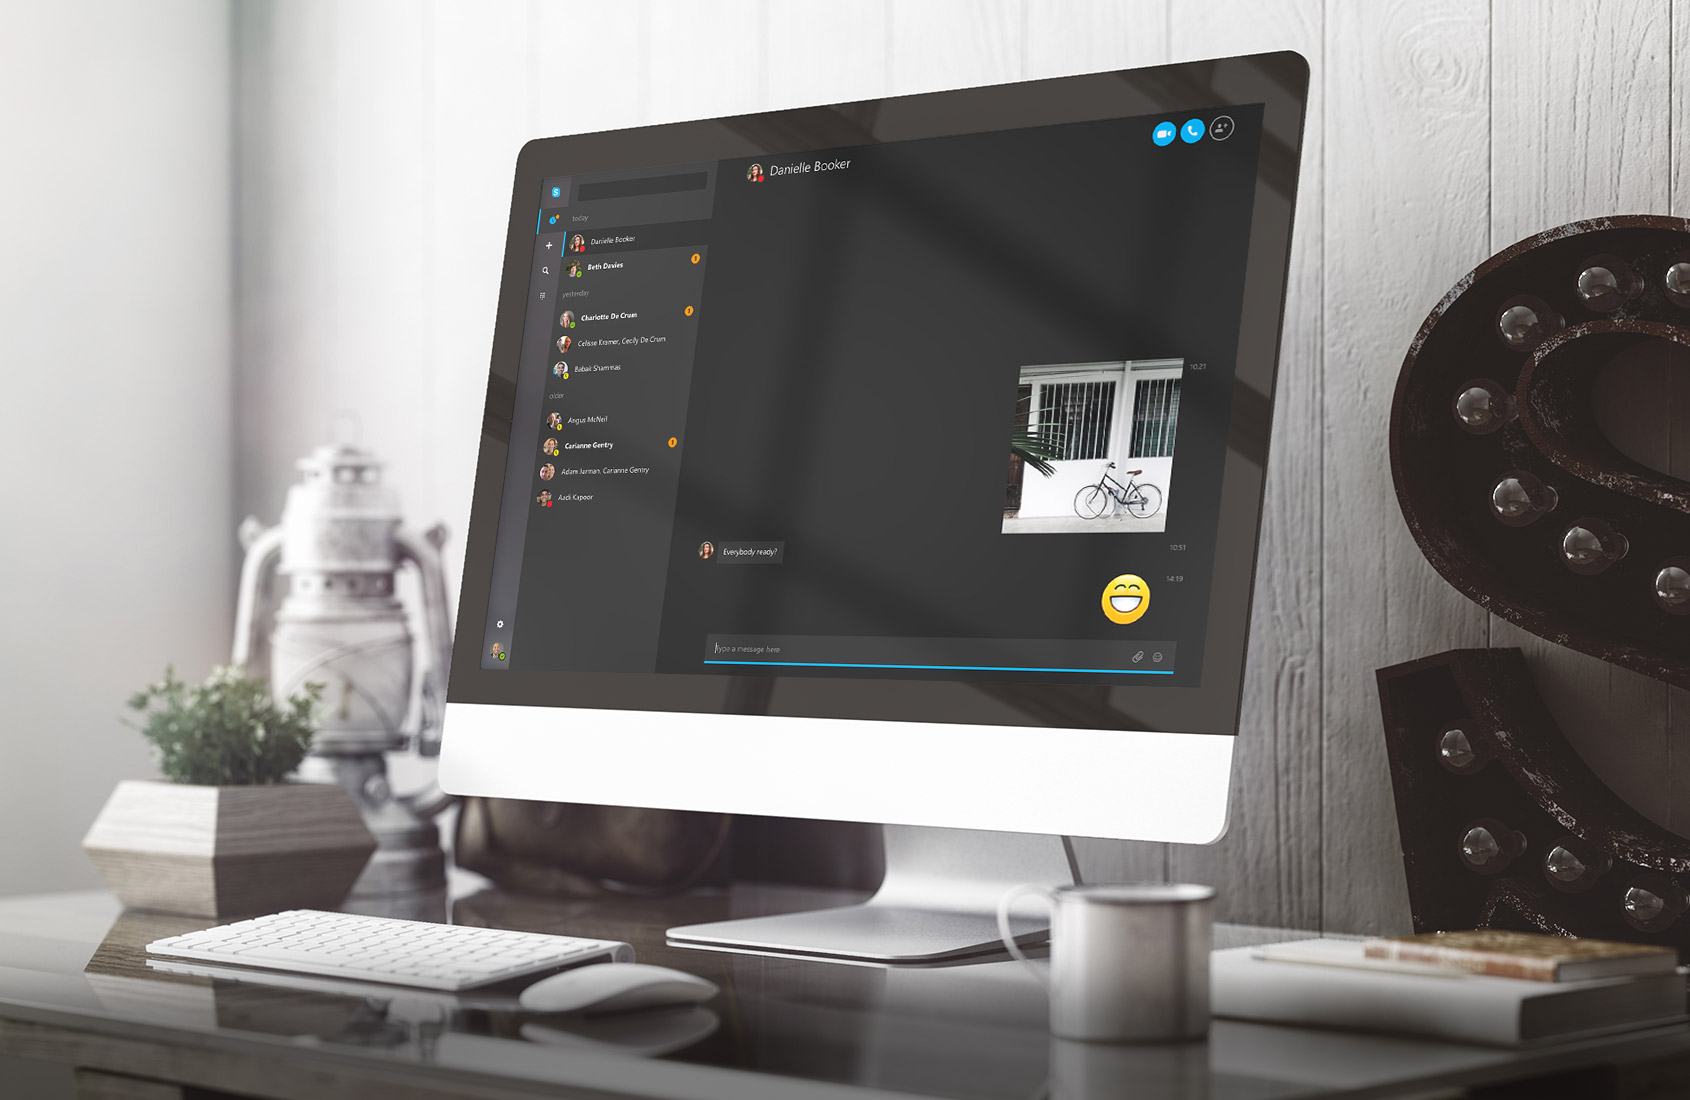 Danielle Booker
today
Danielle Booker
Beth Davies
1
yesterday
Charlotte De Crum
1
Celisse Kramer, Cecily De Crum
Babak Shammas
older
Angus McNeil
Carianne Gentry
1
Adam Jarman, Carianne Gentry
Aadi Kapoor
10:21
10:51
Everybody ready?
14:19
Type a message here